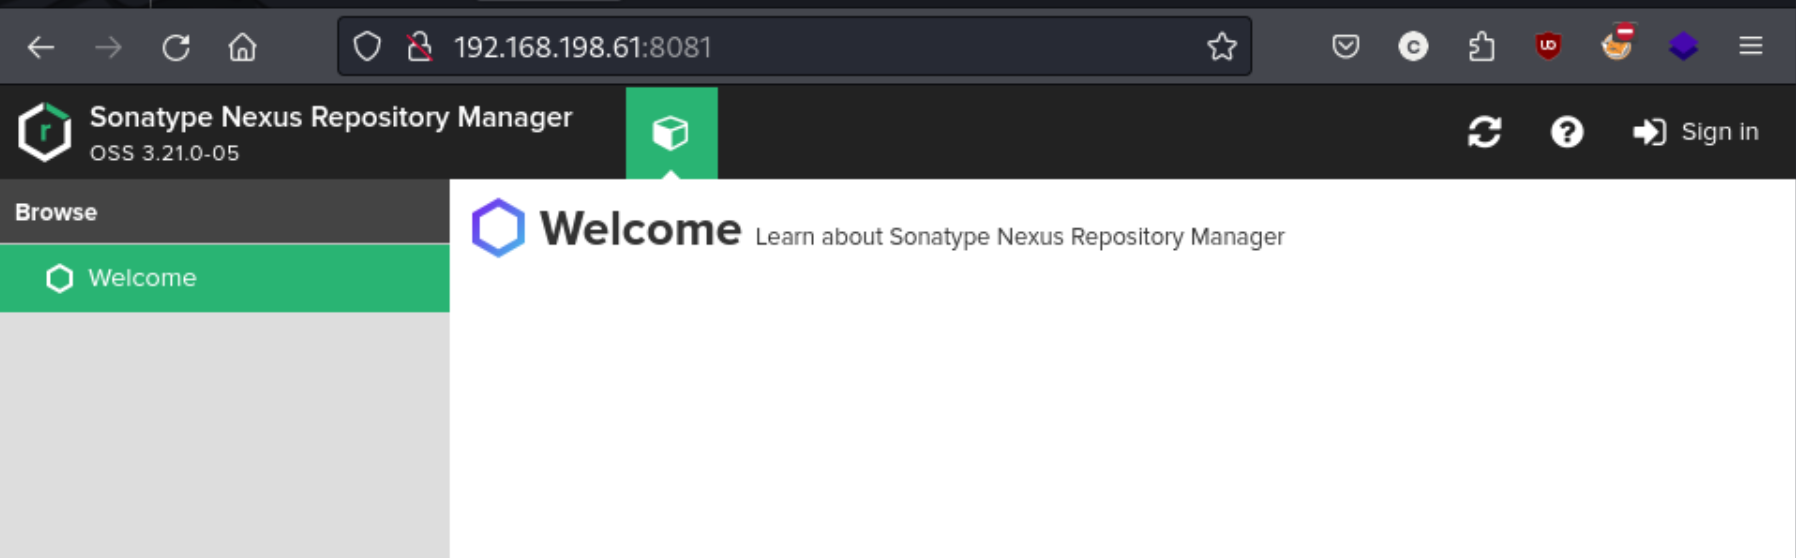 192.168.198.61:8081
Sonatype Nexus Repository Manager
OSS 3.21.0-05
Sign in
Browse
Welcome
Welcome Learn about Sonatype Nexus Repository Manager